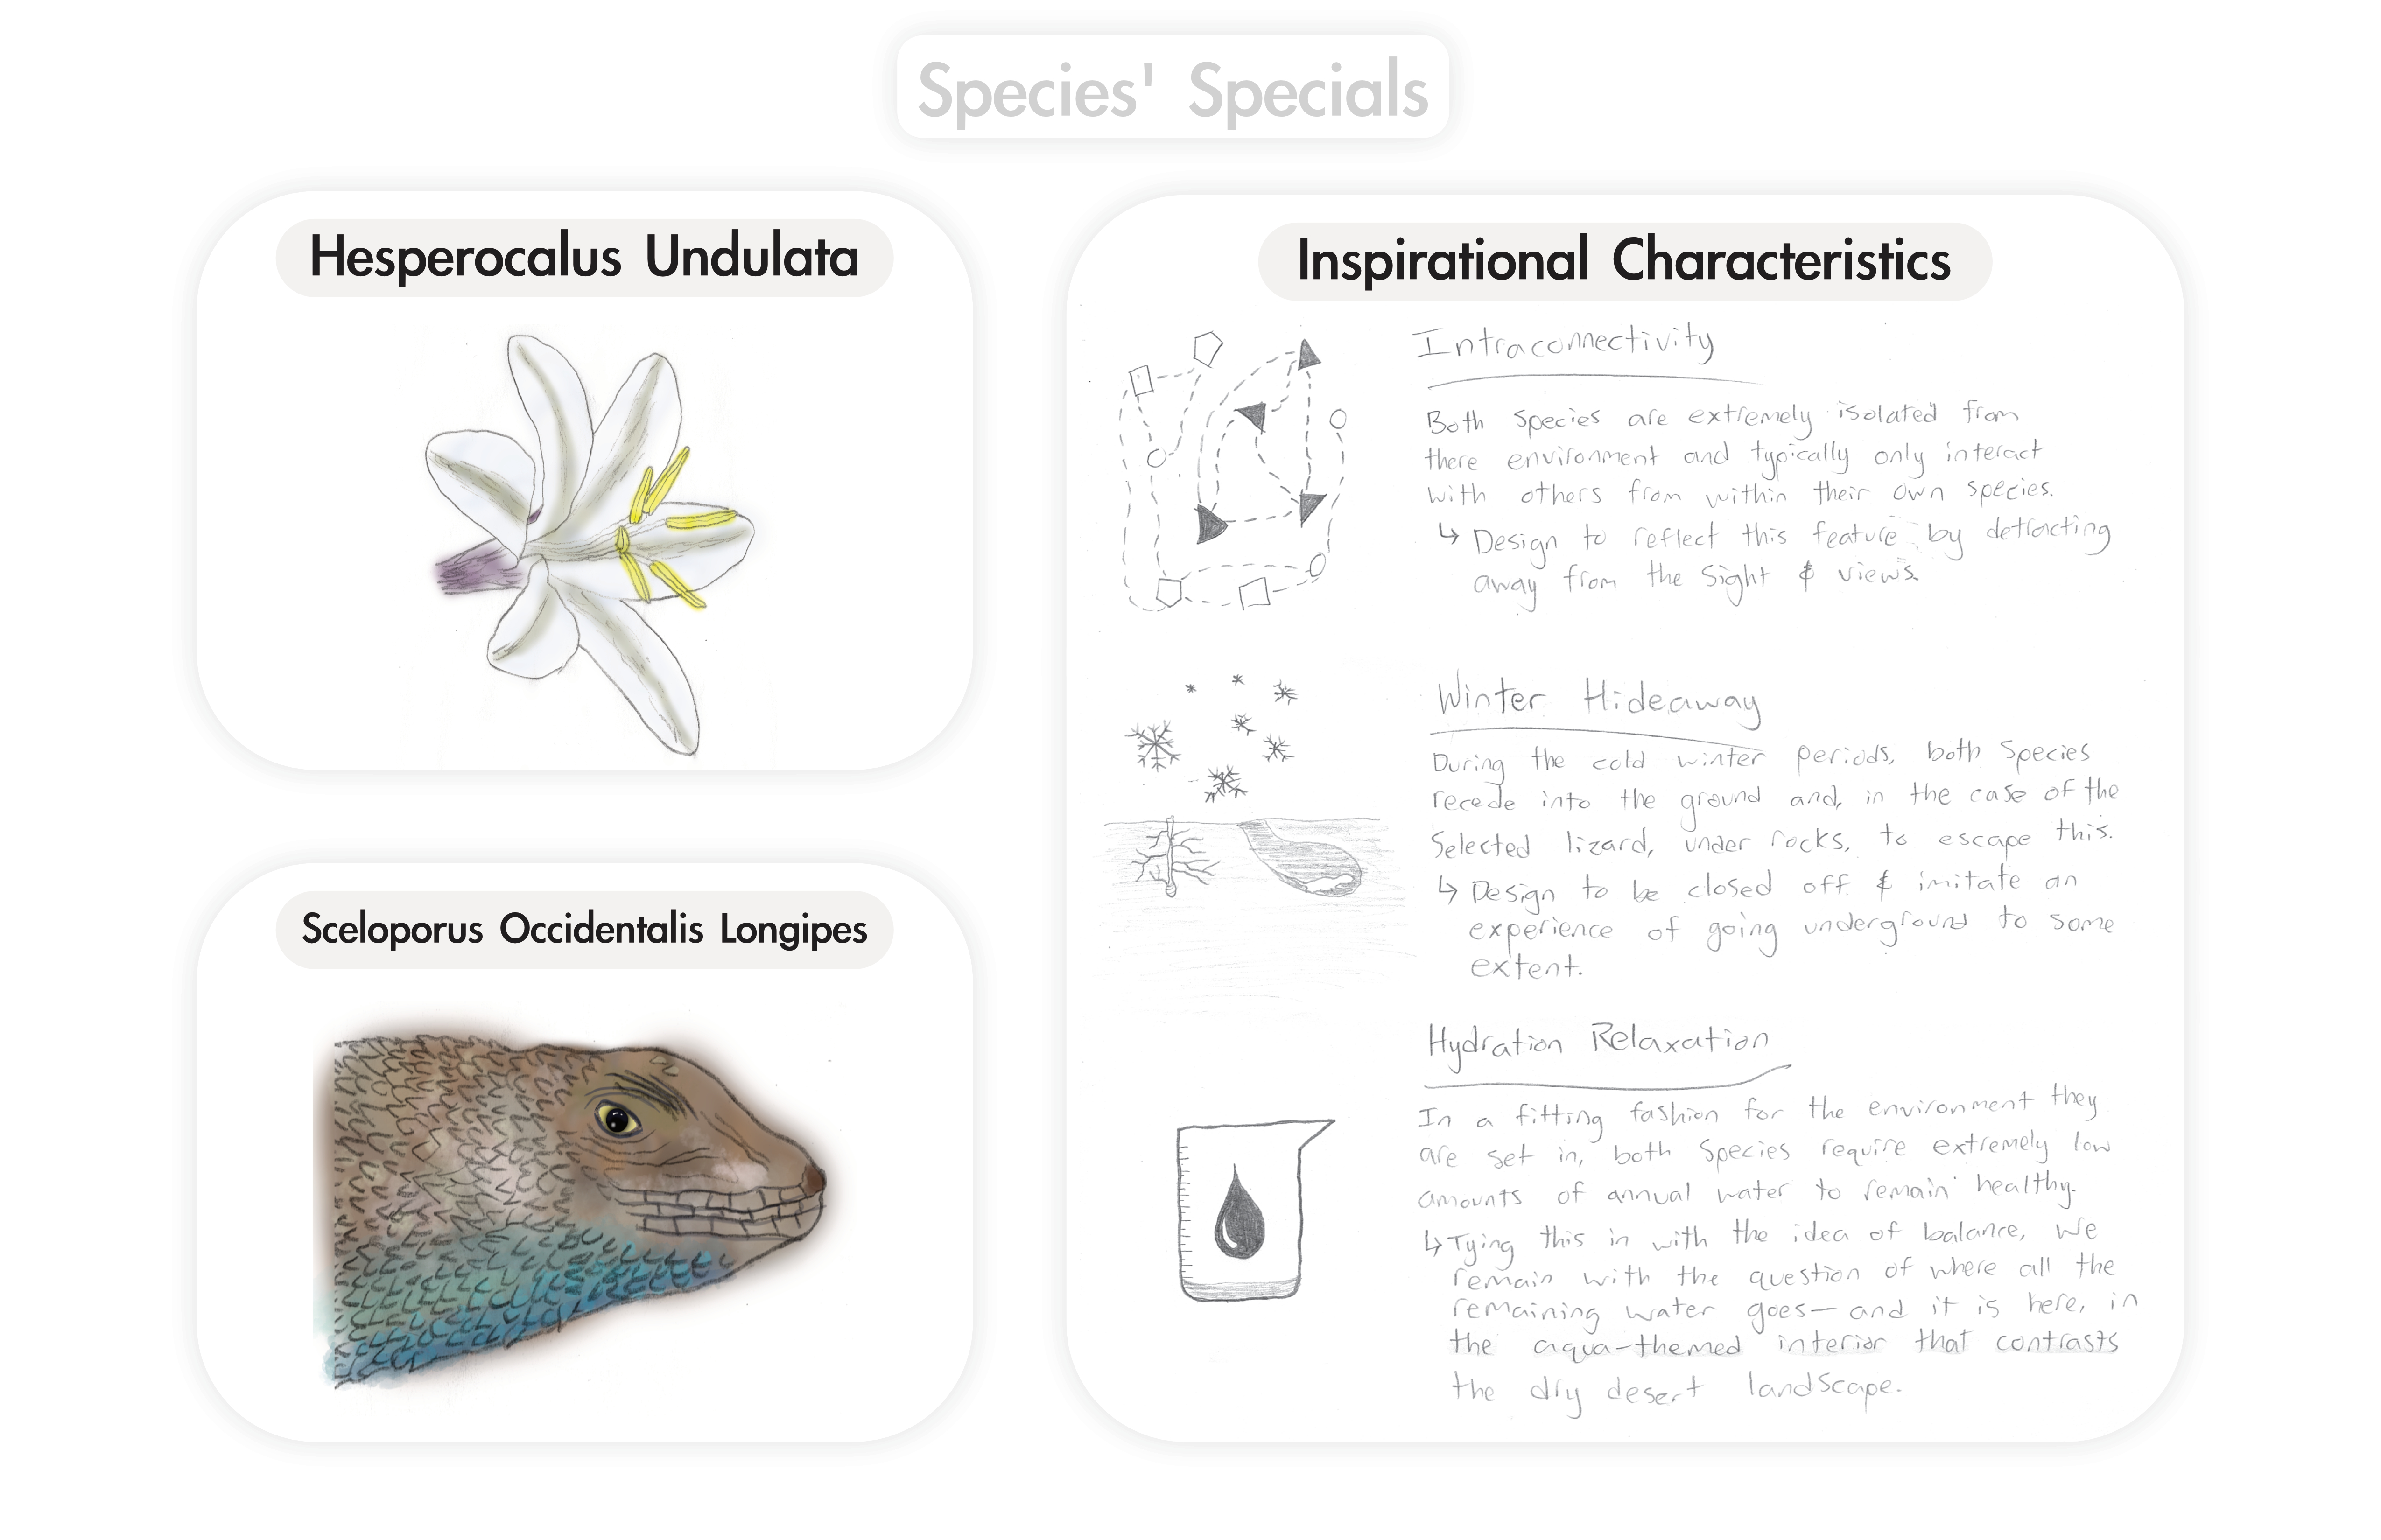 Species' Specials
Hesperocalus Undulata
Sceloporus Occidentalis Longipes
Inspirational Characteristics
Intraconnectivity
Both species are extremely isolated from
there environment and typically only interact
with others from within their own species.
↳ Design to reflect this feature by detracting
away from the sight & views.
Winter Hideaway
During the cold winter periods, both species
recede into the ground and, in the case of the
selected lizard, under rocks, to escape this.
↳ Design to be closed off & imitate an
experience of going underground to some
extent.
Hydration Relaxation
In a fitting fashion for the environment they
are set in, both species require extremely low
amounts of annual water to remain healthy.
↳ Tying this in with the idea of balance, we
remain with the question of where all the
remaining water goes— and it is here, in
the aqua-themed interior that contrasts
the dry desert landscape.